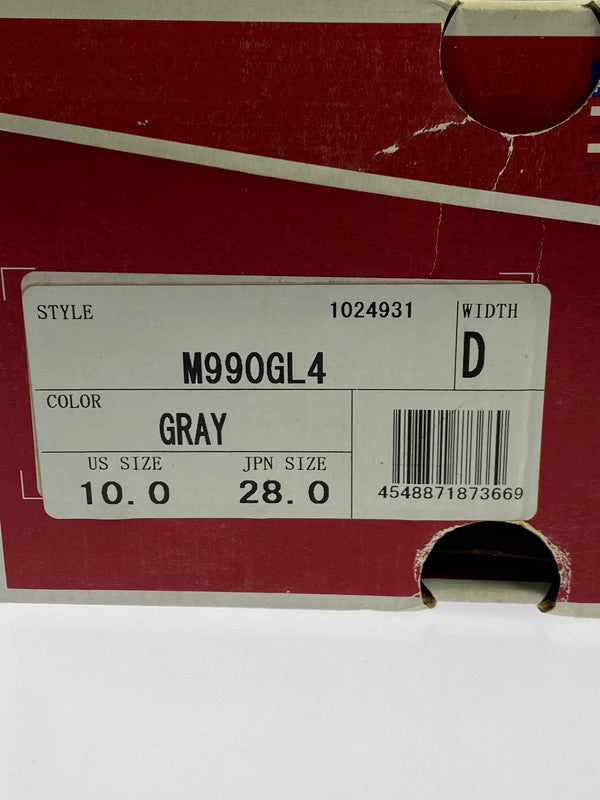 STYLE 1024931 WIDTH
M990GL4 D
COLOR
GRAY
US SIZE JPN SIZE
10.0 28.0
4548871873669